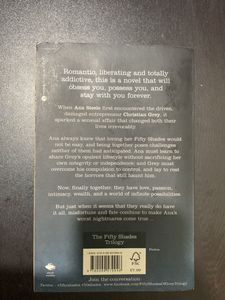 Romantic, liberating and totally
addictive, this is a novel that will
obsess you, possess you, and
stay with you forever.
When Ana Steele first encountered the driven,
damaged entrepreneur Christian Grey, it
sparked a sensual affair that changed both their
lives irrevocably.
Ana always knew that loving her Fifty Shades would
not be easy, and being together poses challenges
neither of them had anticipated. Ana must learn to
share Grey's opulent lifestyle without sacrificing her
own integrity or independence; and Grey must
overcome his compulsion to control, and lay to rest
the horrors that still haunt him.
Now, finally together, they have love, passion,
intimacy, wealth, and a world of infinite possibilities.
But just when it seems that they really do have
it all, misfortune and fate combine to make Ana's
worst nightmares come true ...
The Fifty Shades
Trilogy
Fiction
FSC
Join the conversation